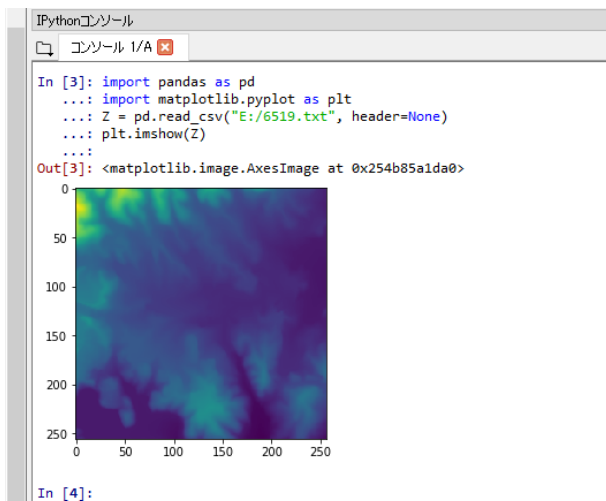 IPythonコンソール
コンソール 1/A
In [3]: import pandas as pd
...: import matplotlib.pyplot as plt
...: Z = pd.read_csv("E:/6519.txt", header=None)
...: plt.imshow(Z)
...:
Out[3]: <matplotlib.image.AxesImage at 0x254b85a1da0>
0
50
100
150
200
250
0 50 100 150 200 250
In [4]: